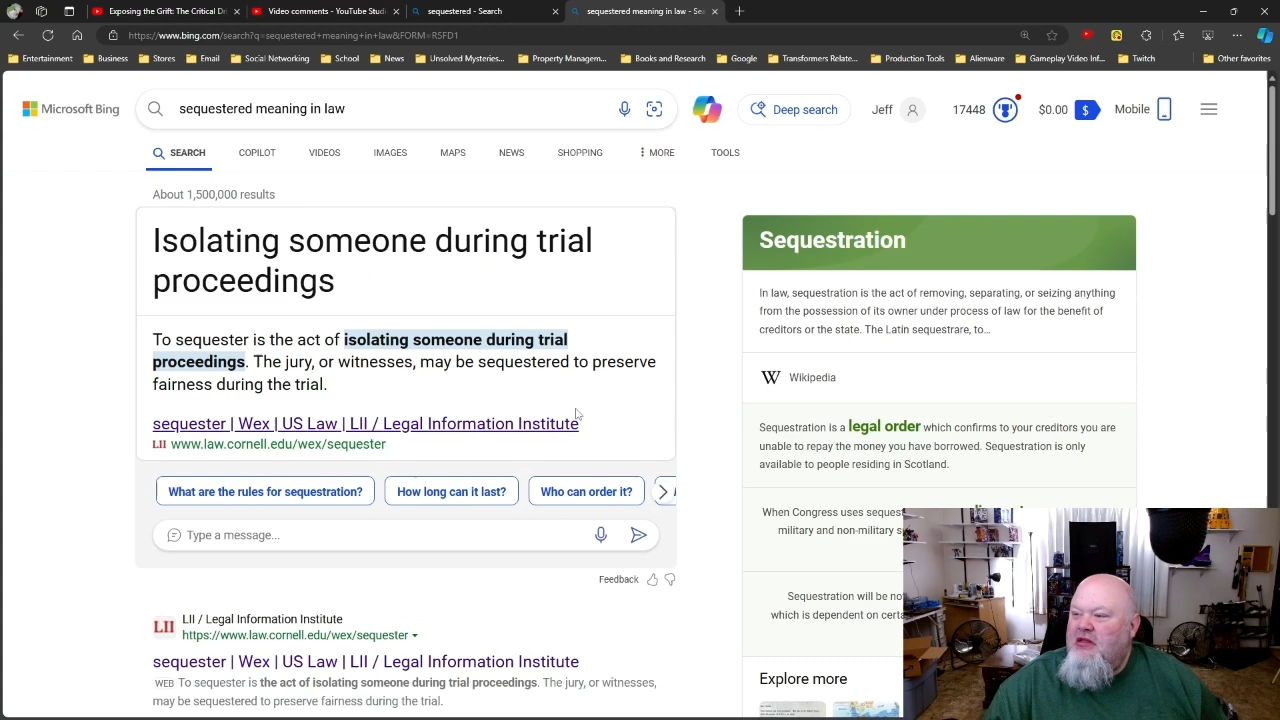 Exposing the Grift: The Critical Dr
Video comments - YouTube Studi
sequestered - Search
sequestered meaning in law - Se
https://www.bing.com/search?q=sequestered+meaning+in+law&FORM=R5FD1
Entertainment
Business
Stores
Email
Social Networking
School
News
Unsolved Mysteries...
Property Managem...
Books and Research
Google
Transformers Relate...
Production Tools
Alienware
Gameplay Video Inf...
Twitch
Other favorites
Microsoft Bing
sequestered meaning in law
Deep search
Jeff
17448
$0.00
$
Mobile
SEARCH
COPILOT
VIDEOS
IMAGES
MAPS
NEWS
SHOPPING
MORE
TOOLS
About 1,500,000 results
Isolating someone during trial
proceedings
To sequester is the act of isolating someone during trial
proceedings. The jury, or witnesses, may be sequestered to preserve
fairness during the trial.
sequester | Wex | US Law | LII / Legal Information Institute
LII www.law.cornell.edu/wex/sequester
What are the rules for sequestration?
How long can it last?
Who can order it?
Type a message...
Feedback
LII
LII / Legal Information Institute
https://www.law.cornell.edu/wex/sequester
sequester | Wex | US Law | LII / Legal Information Institute
WEB To sequester is the act of isolating someone during trial proceedings. The jury, or witnesses,
may be sequestered to preserve fairness during the trial.
Sequestration
In law, sequestration is the act of removing, separating, or seizing anything
from the possession of its owner under process of law for the benefit of
creditors or the state. The Latin sequestrare, to...
W Wikipedia
Sequestration is a legal order which confirms to your creditors you are
unable to repay the money you have borrowed. Sequestration is only
available to people residing in Scotland.
When Congress uses
military and non-military
Sequestration will be
which is dependent on
Explore more